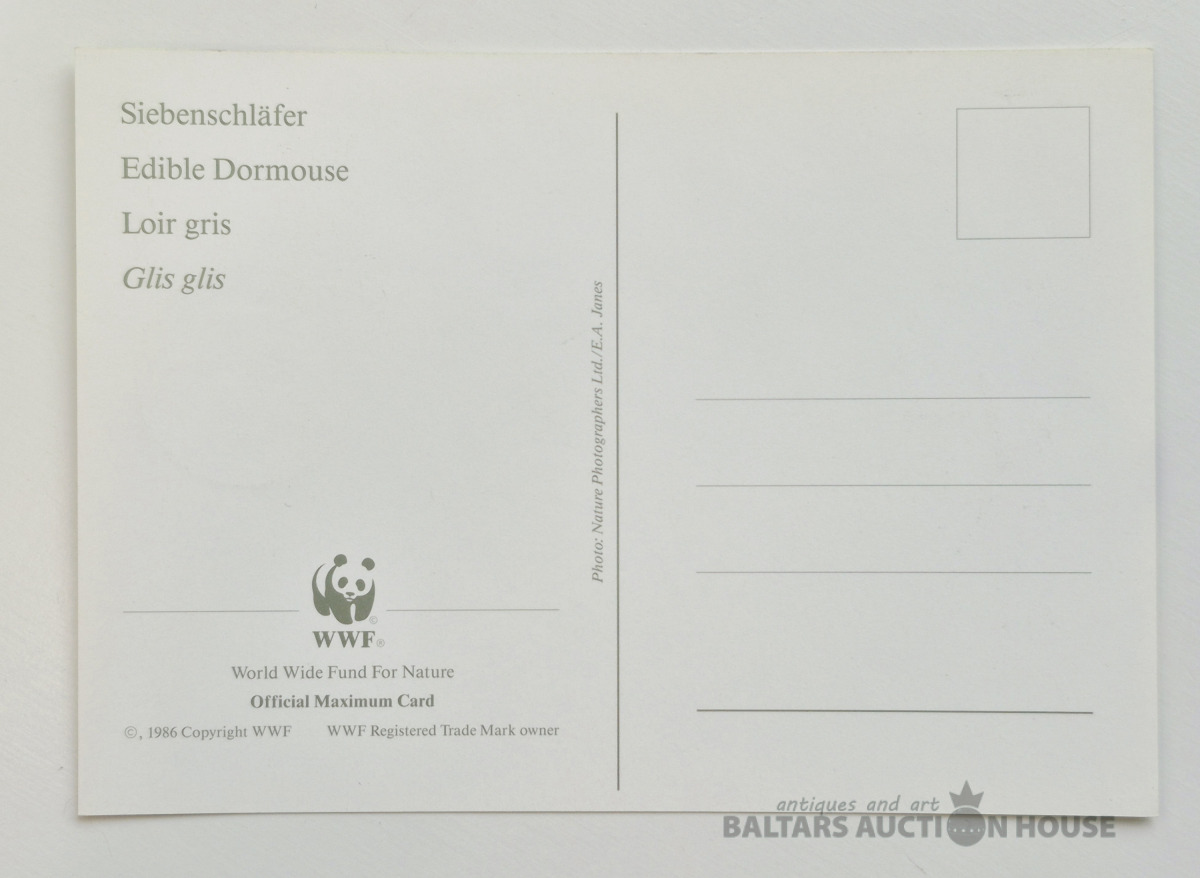 Siebenschläfer
Edible Dormouse
Loir gris
Glis glis
Photo: Nature Photographers Ltd./E.A. Janes
©
WWF®
World Wide Fund For Nature
Official Maximum Card
©, 1986 Copyright WWF WWF Registered Trade Mark owner
antiques and art
BALTARS AUCTION HOUSE